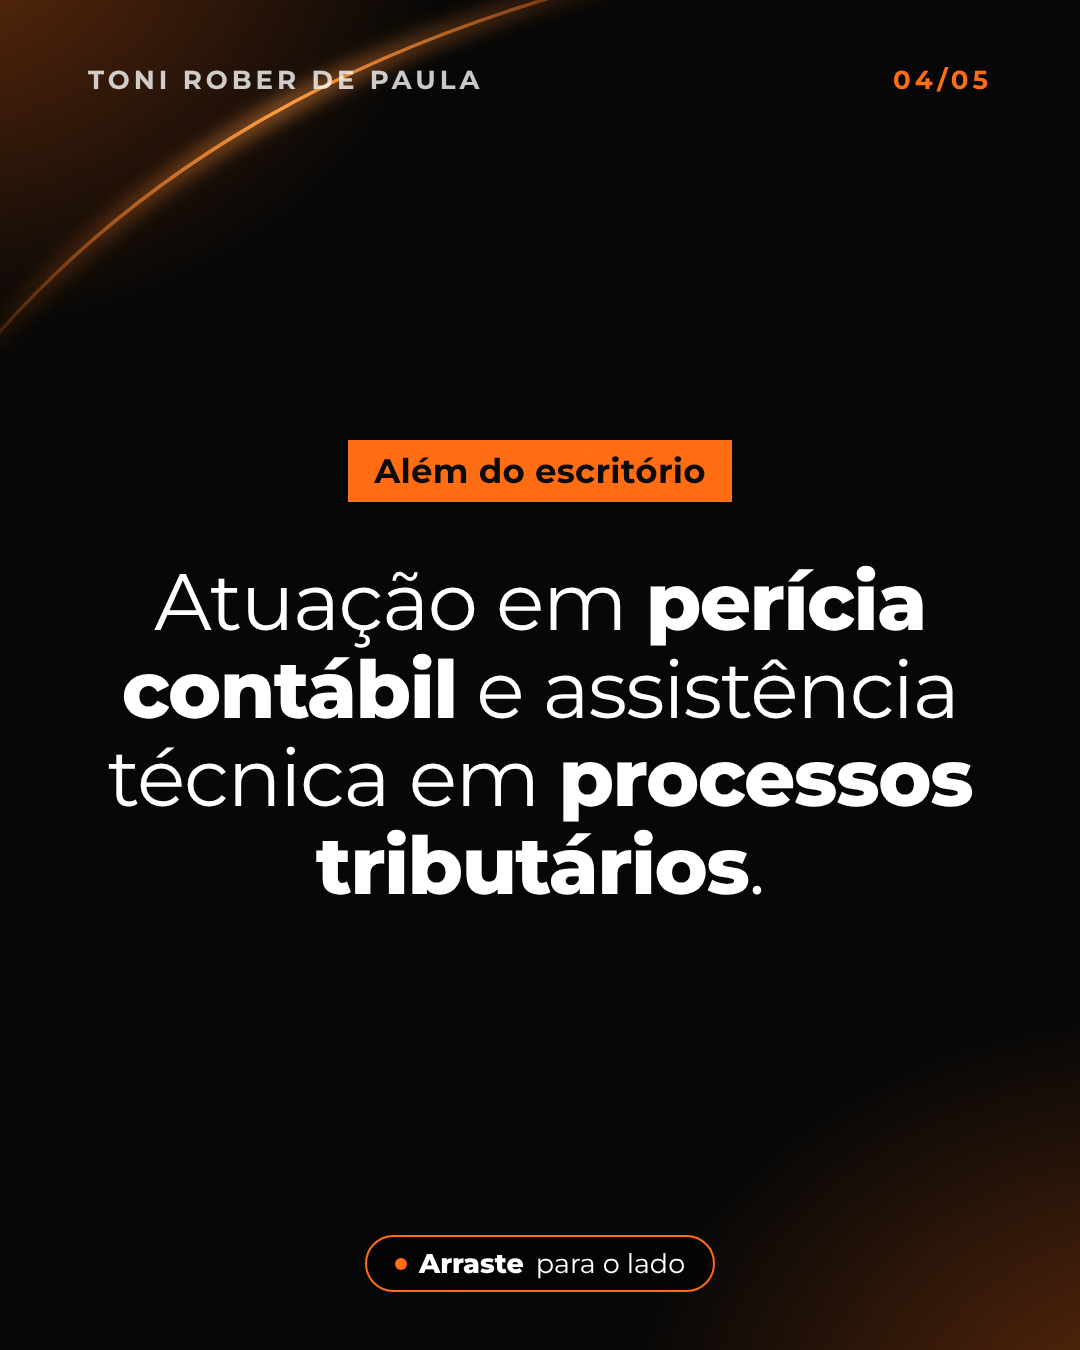 TONI ROBER DE PAULA
04/05
Além do escritório
Atuação em perícia
contábil e assistência
técnica em processos
tributários.
Arraste para o lado